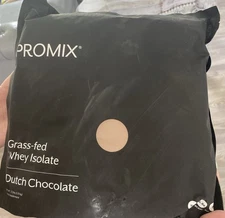 PROMIX®
Grass-fed
Whey Isolate
Dutch Chocolate